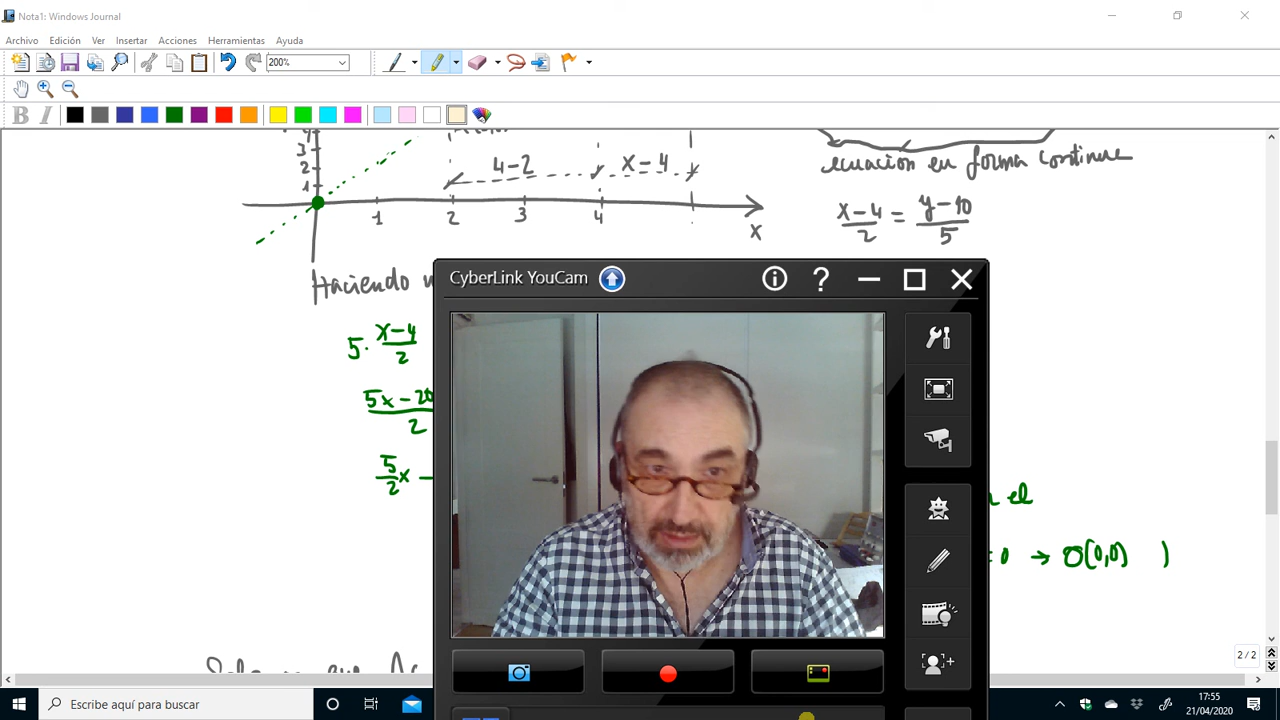 Nota1: Windows Journal
Archivo Edición Ver Insertar Acciones Herramientas Ayuda
200%
B I
4
3
2
1
4-2
x-4
1 2 3 4
x
ecuación en forma continua
x-4/2 = y-10/5
Haciendo
CyberLink YouCam
5. x-4/2
5x-20/2
5/2x -
el
= 0 → O(0,0) )
2 / 2
Escribe aquí para buscar
17:55
21/04/2020